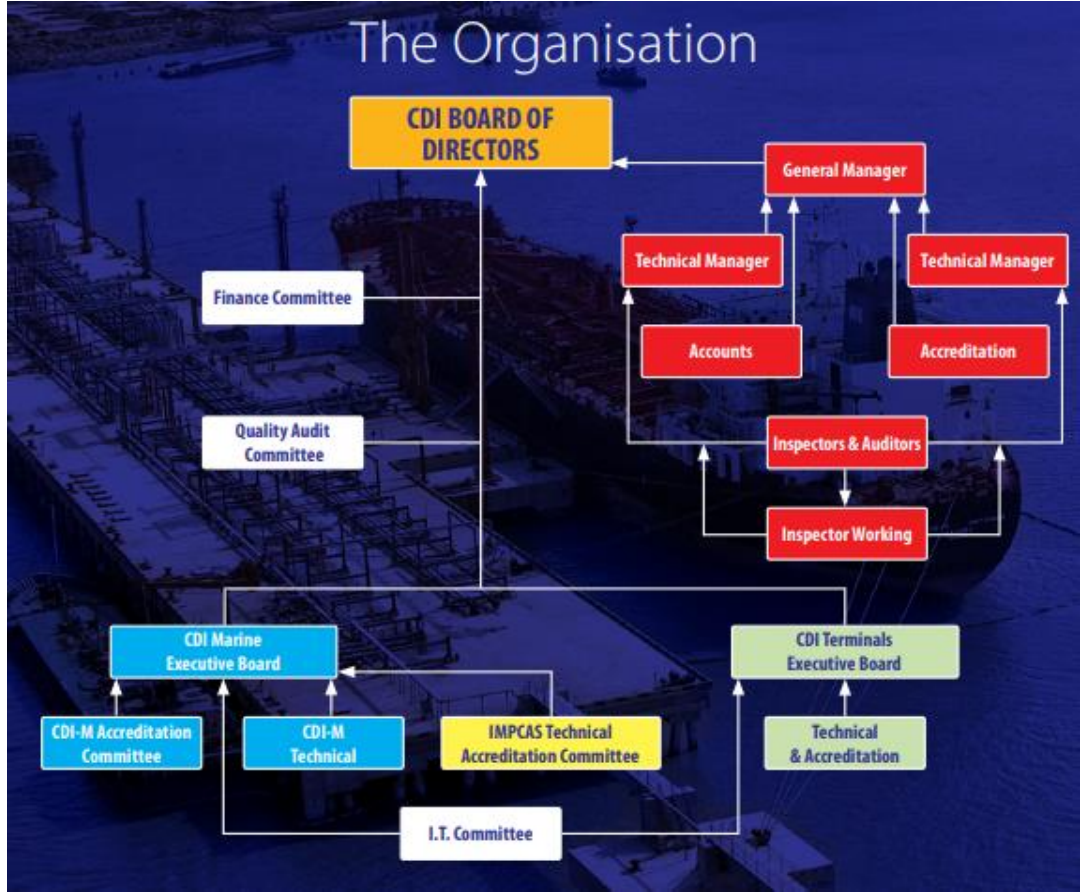 The Organisation
CDI BOARD OF
DIRECTORS
General Manager
Technical Manager
Technical Manager
Finance Committee
Accounts
Accreditation
Quality Audit
Committee
Inspectors & Auditors
Inspector Working
CDI Marine
Executive Board
CDI Terminals
Executive Board
CDI-M Accreditation
Committee
CDI-M
Technical
IMPCAS Technical
Accreditation Committee
Technical
& Accreditation
I.T. Committee